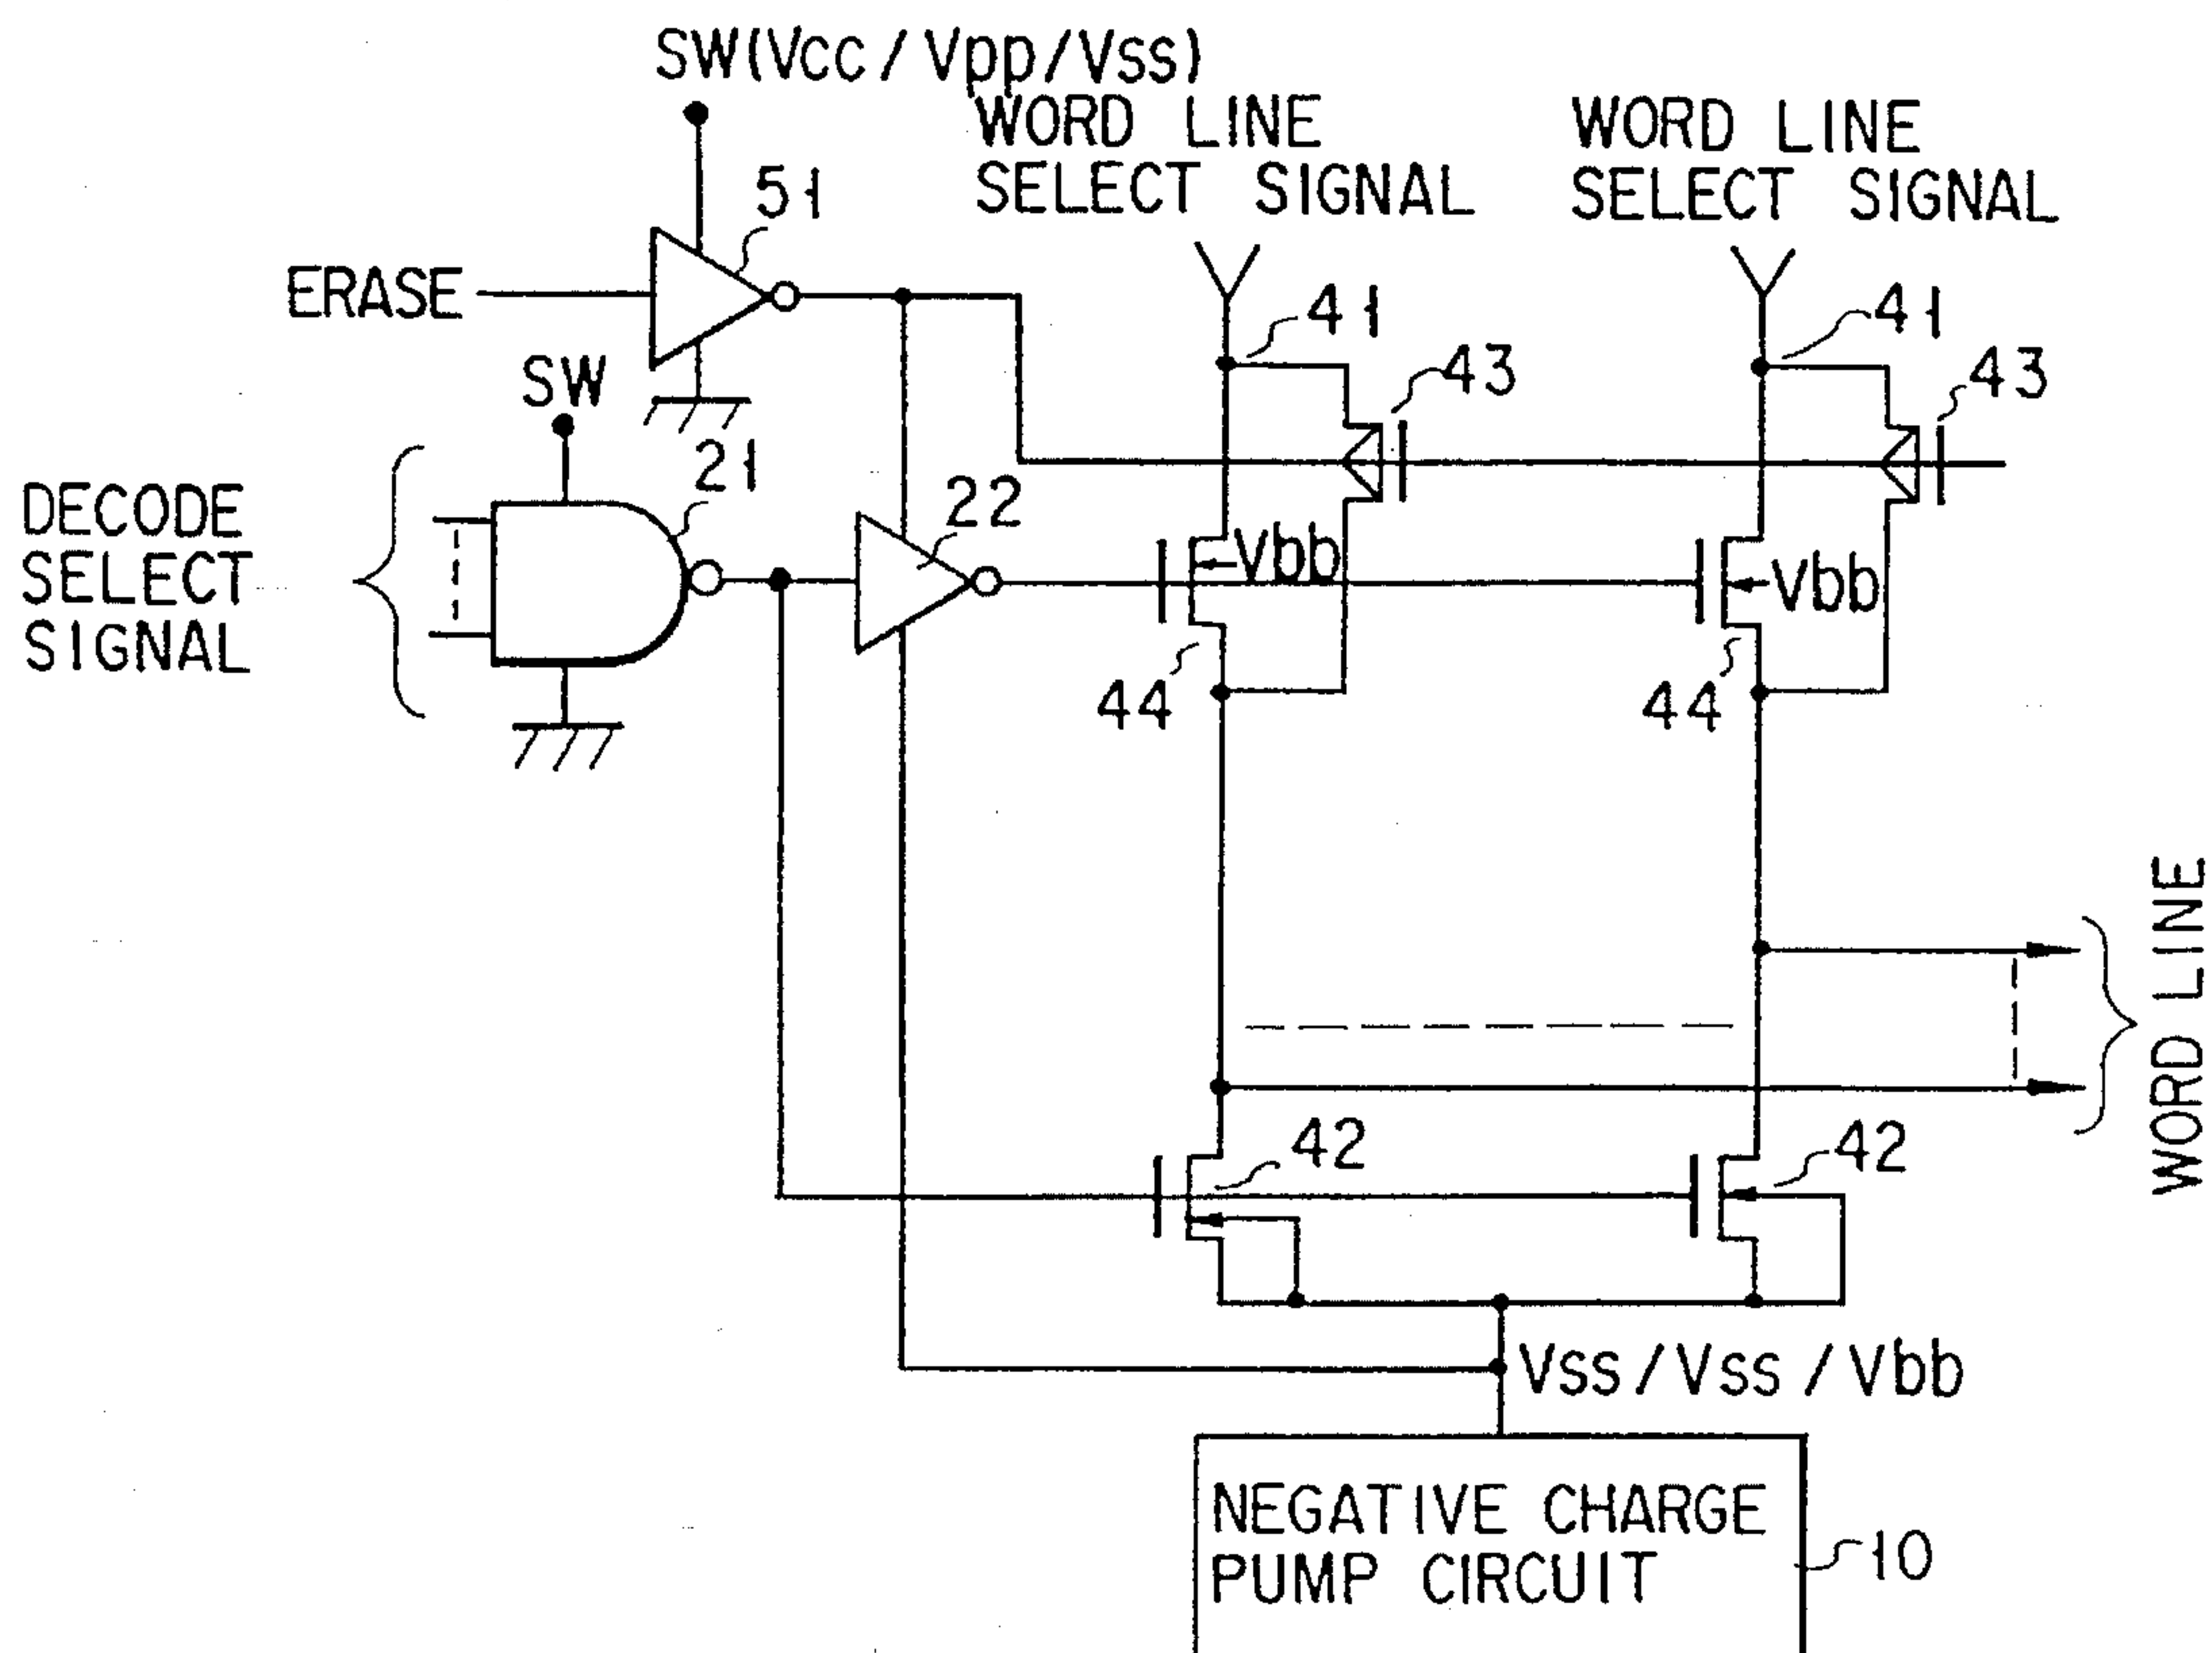 SW(VCC/Vpp/VSS)
WORD LINE
SELECT SIGNAL
WORD LINE
SELECT SIGNAL
51
ERASE
41
41
SW
43
43
21
DECODE
SELECT
SIGNAL
22
Vbb
Vbb
44
44
WORD LINE
42
42
VSS/VSS/Vbb
NEGATIVE CHARGE
PUMP CIRCUIT
10